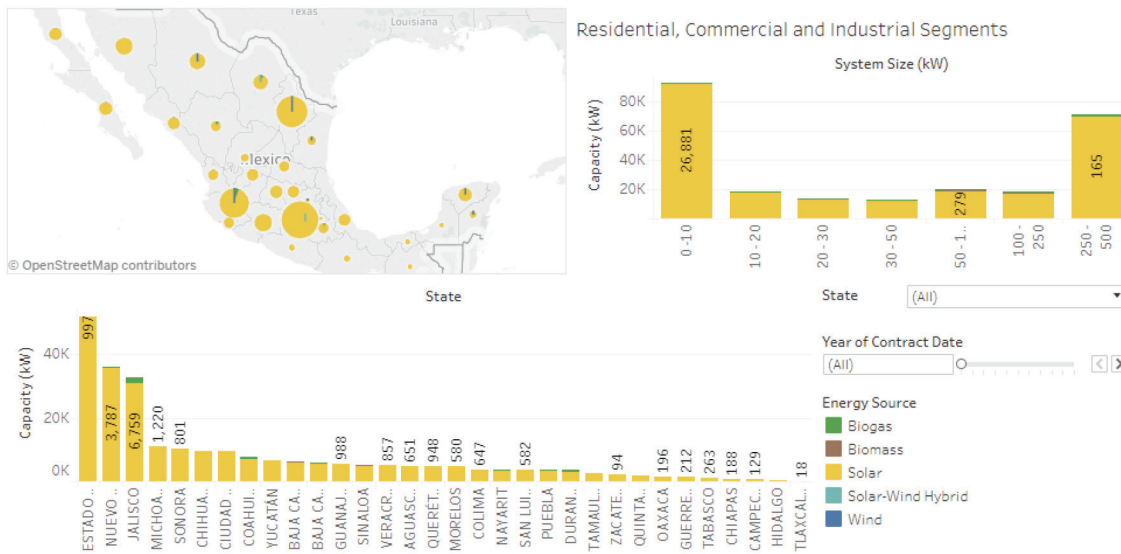 Texas
Louisiana
Mexico
© OpenStreetMap contributors
Residential, Commercial and Industrial Segments
System Size (kW)
Capacity (kW)
80K
60K
40K
20K
26,881
279
165
0 -10
10 - 20
20 - 30
30 - 50
50 - 1..
100 -
250
250 -
500
State
Capacity (kW)
40K
20K
0K
997
3,787
6,759
1,220
801
988
857
651
948
580
647
582
94
196
212
263
188
129
18
ESTADO ..
NUEVO ..
JALISCO
MICHOA..
SONORA
CHIHUA..
CIUDAD ..
COAHUI..
YUCATÁN
BAJA CA..
BAJA CA..
GUANAJ..
SINALOA
VERACR..
AGUASC..
QUERÉT..
MORELOS
COLIMA
NAYARIT
SAN LUI..
PUEBLA
DURAN..
TAMAUL..
ZACATE..
QUINTA..
OAXACA
GUERRE..
TABASCO
CHIAPAS
CAMPEC..
HIDALGO
TLAXCAL..
State
(All)
Year of Contract Date
(All)
Energy Source
Biogas
Biomass
Solar
Solar-Wind Hybrid
Wind